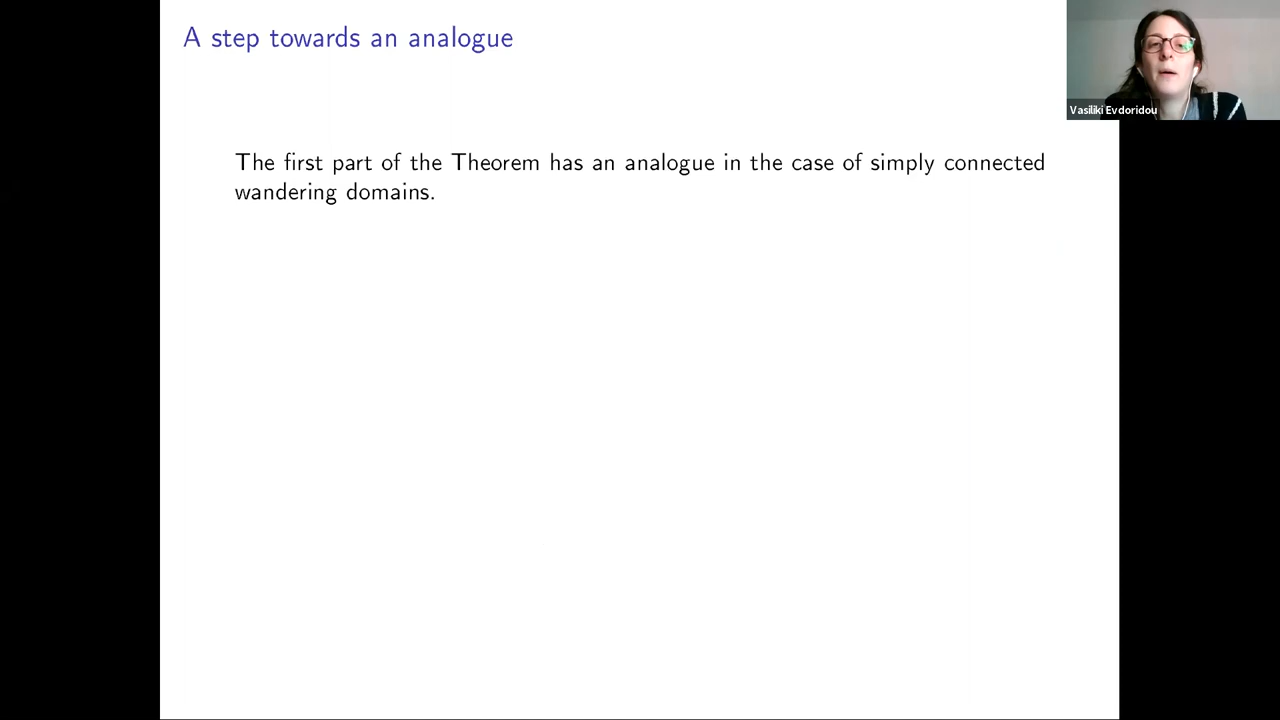 A step towards an analogue
Vasiliki Evdoridou
The first part of the Theorem has an analogue in the case of simply connected
wandering domains.